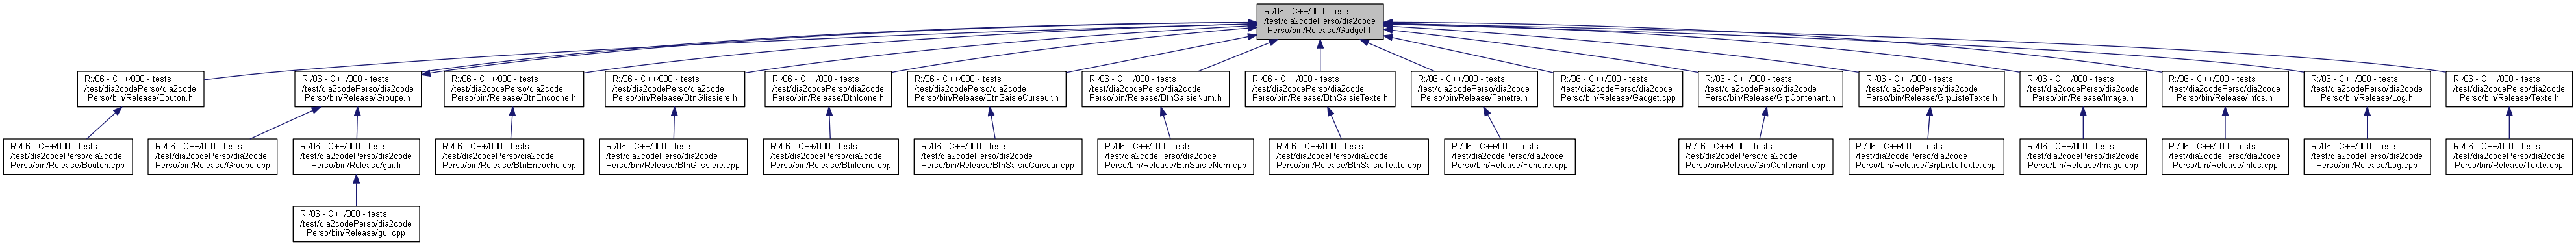 R:/06 - C++/000 - tests
/test/dia2codePerso/dia2code
Perso/bin/Release/Gadget.h
R:/06 - C++/000 - tests
/test/dia2codePerso/dia2code
Perso/bin/Release/Bouton.h
R:/06 - C++/000 - tests
/test/dia2codePerso/dia2code
Perso/bin/Release/Groupe.h
R:/06 - C++/000 - tests
/test/dia2codePerso/dia2code
Perso/bin/Release/BtnEncoche.h
R:/06 - C++/000 - tests
/test/dia2codePerso/dia2code
Perso/bin/Release/BtnGlissiere.h
R:/06 - C++/000 - tests
/test/dia2codePerso/dia2code
Perso/bin/Release/BtnIcone.h
R:/06 - C++/000 - tests
/test/dia2codePerso/dia2code
Perso/bin/Release/BtnSaisieCurseur.h
R:/06 - C++/000 - tests
/test/dia2codePerso/dia2code
Perso/bin/Release/BtnSaisieNum.h
R:/06 - C++/000 - tests
/test/dia2codePerso/dia2code
Perso/bin/Release/BtnSaisieTexte.h
R:/06 - C++/000 - tests
/test/dia2codePerso/dia2code
Perso/bin/Release/Fenetre.h
R:/06 - C++/000 - tests
/test/dia2codePerso/dia2code
Perso/bin/Release/Gadget.cpp
R:/06 - C++/000 - tests
/test/dia2codePerso/dia2code
Perso/bin/Release/GrpContenant.h
R:/06 - C++/000 - tests
/test/dia2codePerso/dia2code
Perso/bin/Release/GrpListeTexte.h
R:/06 - C++/000 - tests
/test/dia2codePerso/dia2code
Perso/bin/Release/Image.h
R:/06 - C++/000 - tests
/test/dia2codePerso/dia2code
Perso/bin/Release/Infos.h
R:/06 - C++/000 - tests
/test/dia2codePerso/dia2code
Perso/bin/Release/Log.h
R:/06 - C++/000 - tests
/test/dia2codePerso/dia2code
Perso/bin/Release/Texte.h
R:/06 - C++/000 - tests
/test/dia2codePerso/dia2code
Perso/bin/Release/Bouton.cpp
R:/06 - C++/000 - tests
/test/dia2codePerso/dia2code
Perso/bin/Release/Groupe.cpp
R:/06 - C++/000 - tests
/test/dia2codePerso/dia2code
Perso/bin/Release/gui.h
R:/06 - C++/000 - tests
/test/dia2codePerso/dia2code
Perso/bin/Release/BtnEncoche.cpp
R:/06 - C++/000 - tests
/test/dia2codePerso/dia2code
Perso/bin/Release/BtnGlissiere.cpp
R:/06 - C++/000 - tests
/test/dia2codePerso/dia2code
Perso/bin/Release/BtnIcone.cpp
R:/06 - C++/000 - tests
/test/dia2codePerso/dia2code
Perso/bin/Release/BtnSaisieCurseur.cpp
R:/06 - C++/000 - tests
/test/dia2codePerso/dia2code
Perso/bin/Release/BtnSaisieNum.cpp
R:/06 - C++/000 - tests
/test/dia2codePerso/dia2code
Perso/bin/Release/BtnSaisieTexte.cpp
R:/06 - C++/000 - tests
/test/dia2codePerso/dia2code
Perso/bin/Release/Fenetre.cpp
R:/06 - C++/000 - tests
/test/dia2codePerso/dia2code
Perso/bin/Release/GrpContenant.cpp
R:/06 - C++/000 - tests
/test/dia2codePerso/dia2code
Perso/bin/Release/GrpListeTexte.cpp
R:/06 - C++/000 - tests
/test/dia2codePerso/dia2code
Perso/bin/Release/Image.cpp
R:/06 - C++/000 - tests
/test/dia2codePerso/dia2code
Perso/bin/Release/Infos.cpp
R:/06 - C++/000 - tests
/test/dia2codePerso/dia2code
Perso/bin/Release/Log.cpp
R:/06 - C++/000 - tests
/test/dia2codePerso/dia2code
Perso/bin/Release/Texte.cpp
R:/06 - C++/000 - tests
/test/dia2codePerso/dia2code
Perso/bin/Release/gui.cpp